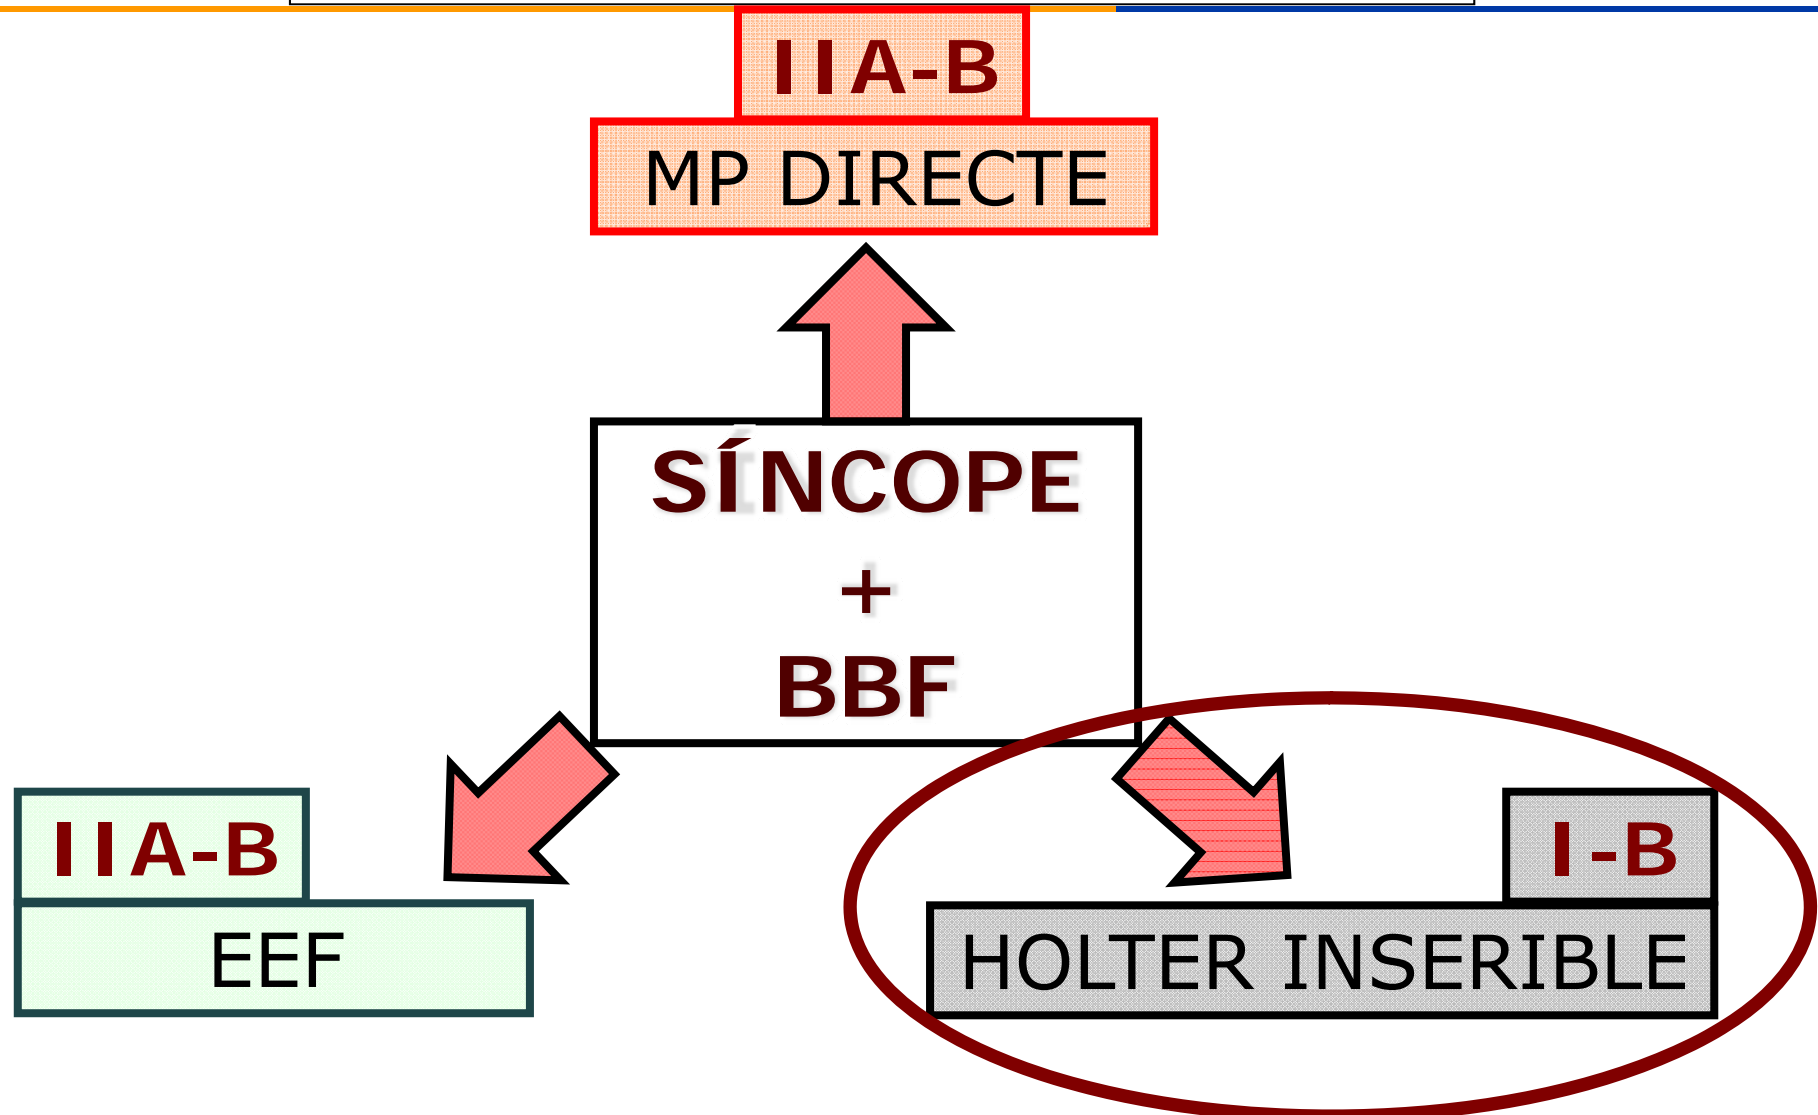 IIA-B
MP DIRECTE
SÍNCOPE
+
BBF
IIA-B
EEF
I-B
HOLTER INSERIBLE